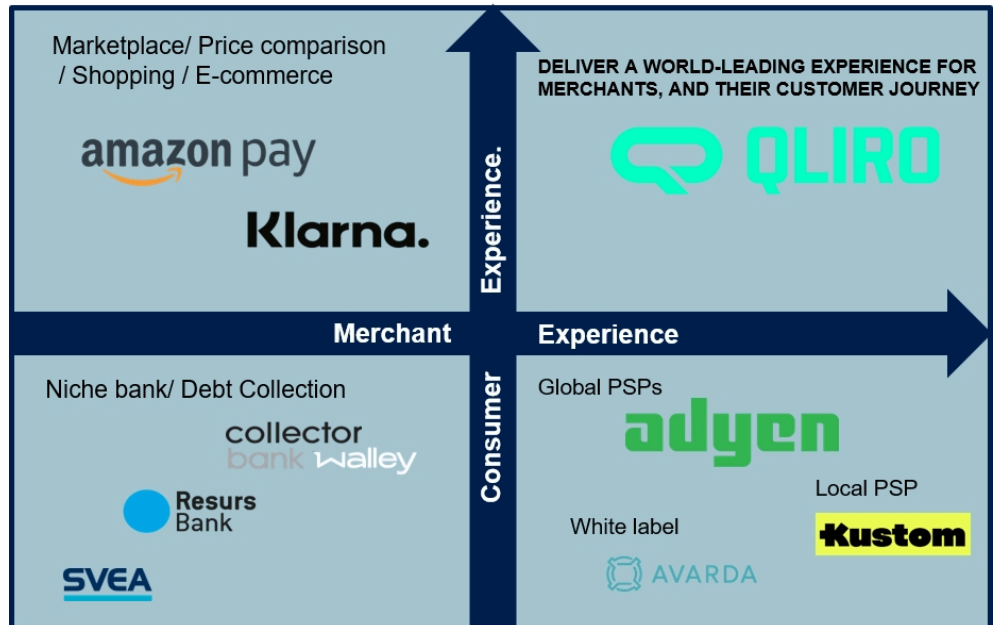 Marketplace/ Price comparison
/ Shopping / E-commerce
amazon pay
Klarna.
DELIVER A WORLD-LEADING EXPERIENCE FOR
MERCHANTS, AND THEIR CUSTOMER JOURNEY
QLIRO
Experience.
Merchant
Experience
Consumer
Niche bank/ Debt Collection
collector
bank walley
Resurs
Bank
SVEA
Global PSPs
adyen
Local PSP
Kustom
White label
AVARDA